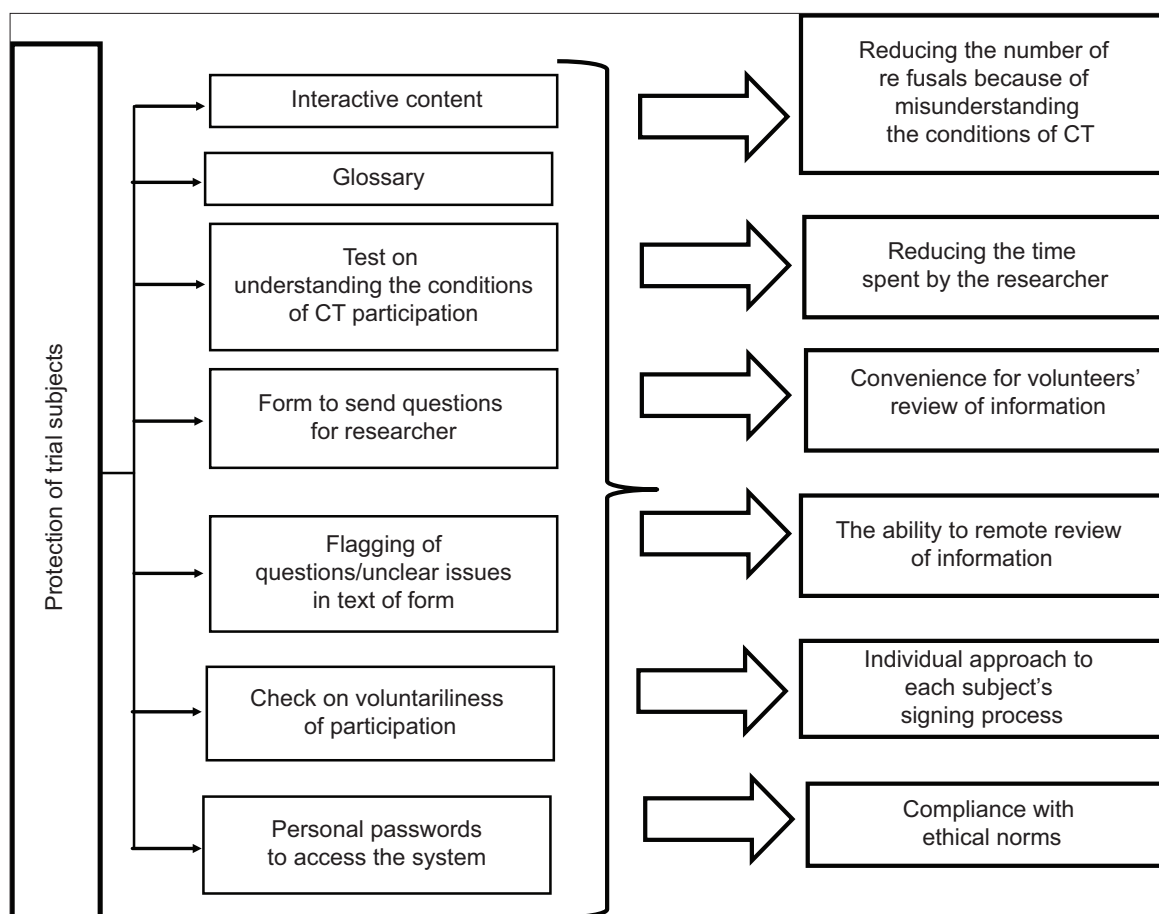 Protection of trial subjects
Interactive content
Glossary
Test on
understanding the conditions
of CT participation
Form to send questions
for researcher
Flagging of
questions/unclear issues
in text of form
Check on voluntariliness
of participation
Personal passwords
to access the system
Reducing the number of
re fusals because of
misunderstanding
the conditions of CT
Reducing the time
spent by the researcher
Convenience for volunteers’
review of information
The ability to remote review
of information
Individual approach to
each subject’s
signing process
Compliance with
ethical norms